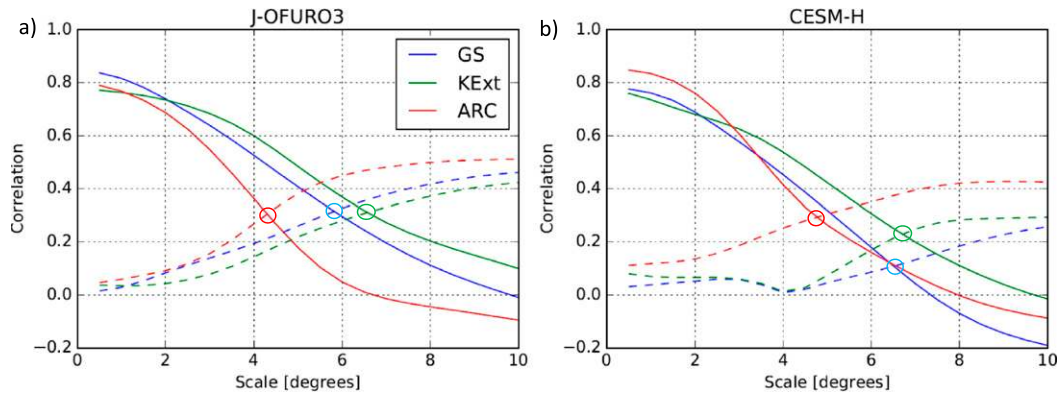 a) J-OFURO3
1.0
0.8
0.6
0.4
0.2
0.0
−0.2
Correlation
GS
KExt
ARC
0 2 4 6 8 10
Scale [degrees]
b) CESM-H
1.0
0.8
0.6
0.4
0.2
0.0
−0.2
Correlation
0 2 4 6 8 10
Scale [degrees]